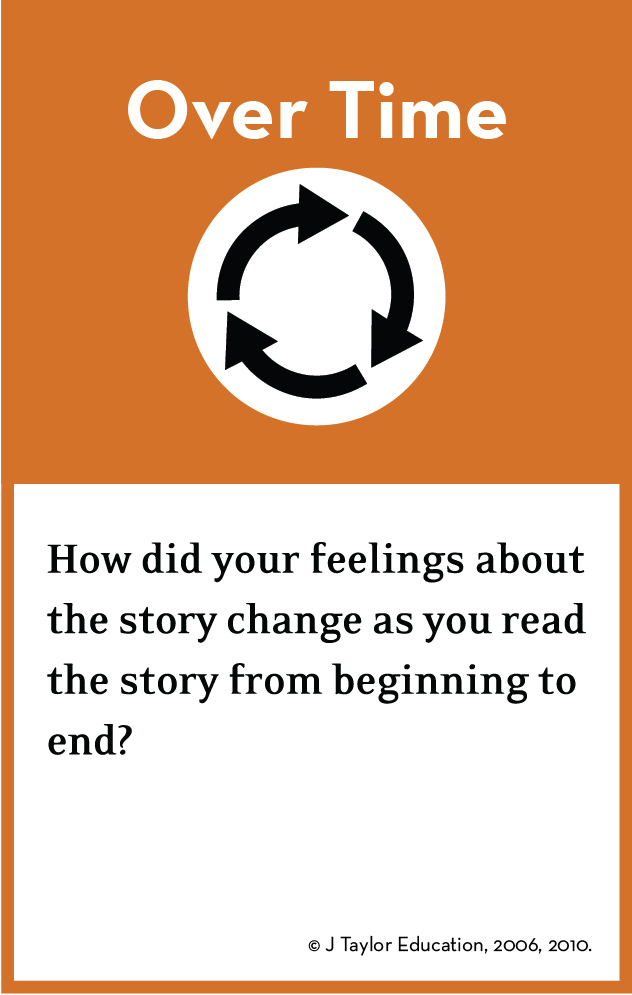 Over Time
How did your feelings about
the story change as you read
the story from beginning to
end?
© J Taylor Education, 2006, 2010.